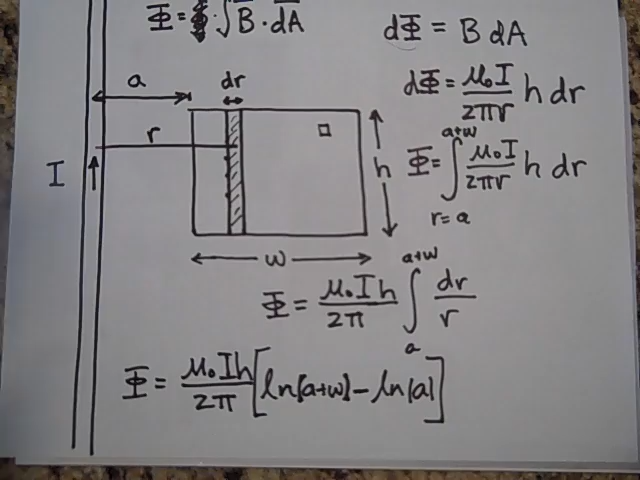 Φ = ∫ B⃗ · dA⃗
dΦ = B dA
a
dr
dΦ = μ₀I/2πr h dr
r
I
h
Φ = ∫_{r=a}^{a+w} μ₀I/2πr h dr
w
Φ = μ₀Ih/2π ∫_{a}^{a+w} dr/r
Φ = μ₀Ih/2π [ln|a+w| - ln|a|]